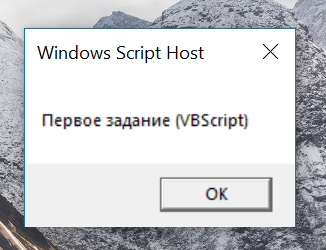 Windows Script Host
Первое задание (VBScript)
OK